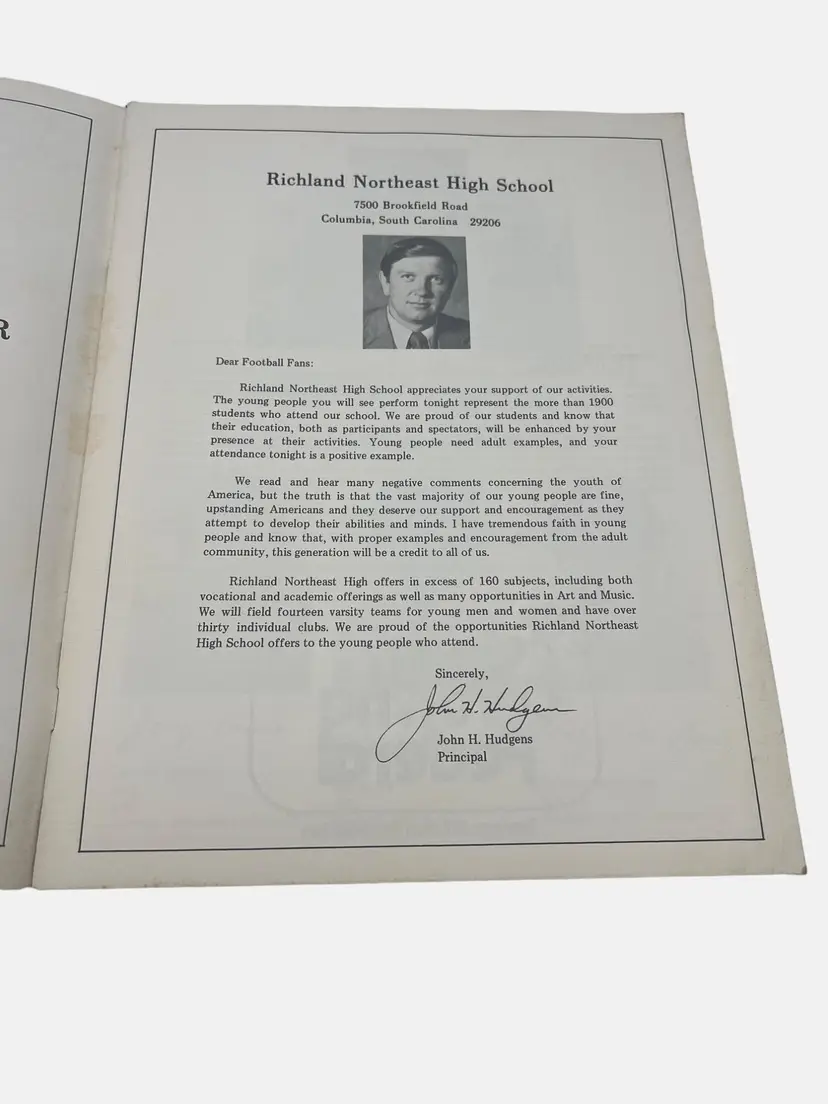 R
Richland Northeast High School
7500 Brookfield Road
Columbia, South Carolina 29206
Dear Football Fans:
Richland Northeast High School appreciates your support of our activities.
The young people you will see perform tonight represent the more than 1900
students who attend our school. We are proud of our students and know that
their education, both as participants and spectators, will be enhanced by your
presence at their activities. Young people need adult examples, and your
attendance tonight is a positive example.
We read and hear many negative comments concerning the youth of
America, but the truth is that the vast majority of our young people are fine,
upstanding Americans and they deserve our support and encouragement as they
attempt to develop their abilities and minds. I have tremendous faith in young
people and know that, with proper examples and encouragement from the adult
community, this generation will be a credit to all of us.
Richland Northeast High offers in excess of 160 subjects, including both
vocational and academic offerings as well as many opportunities in Art and Music.
We will field fourteen varsity teams for young men and women and have over
thirty individual clubs. We are proud of the opportunities Richland Northeast
High School offers to the young people who attend.
Sincerely,
John H. Hudgens
John H. Hudgens
Principal